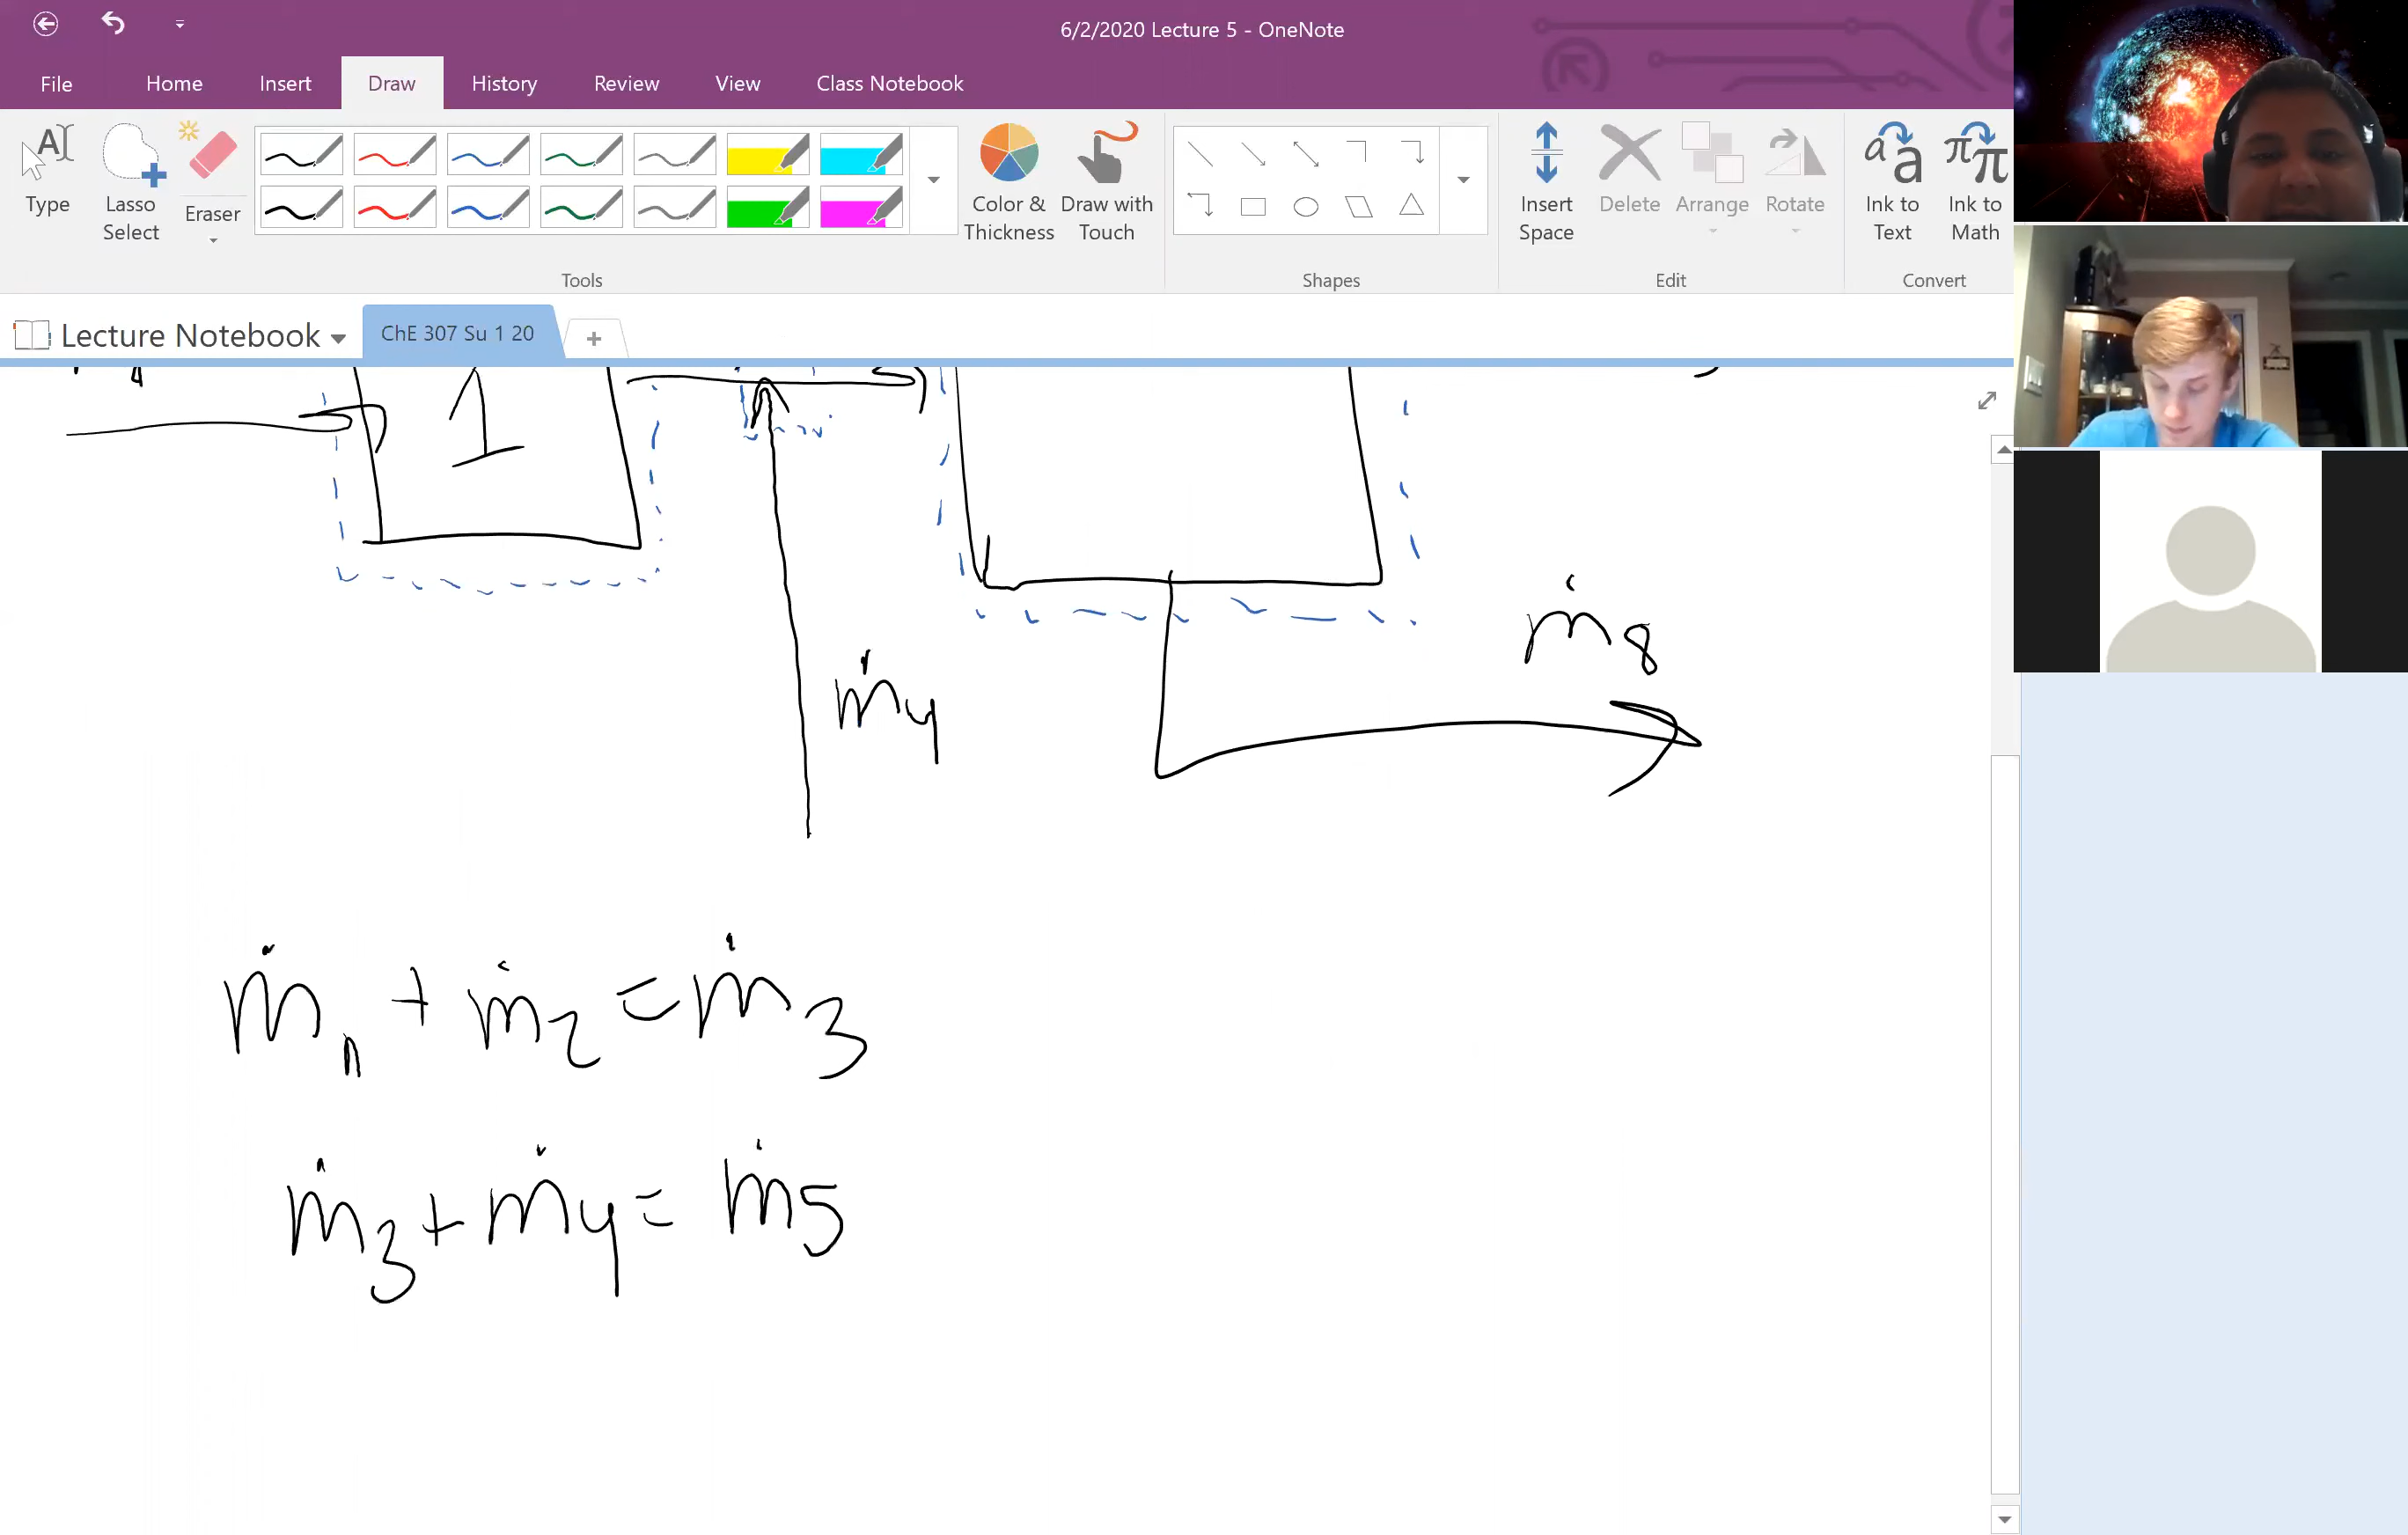 6/2/2020 Lecture 5 - OneNote
File Home Insert Draw History Review View Class Notebook
Type
Lasso Select
Eraser
Color & Thickness
Draw with Touch
Insert Space
Delete
Arrange
Rotate
Ink to Text
Ink to Math
Tools Shapes Edit Convert
Lecture Notebook ChE 307 Su 1 20 +
1
ṁ8
ṁ4
ṁ1 + ṁ2 = ṁ3
ṁ3 + ṁ4 = ṁ5